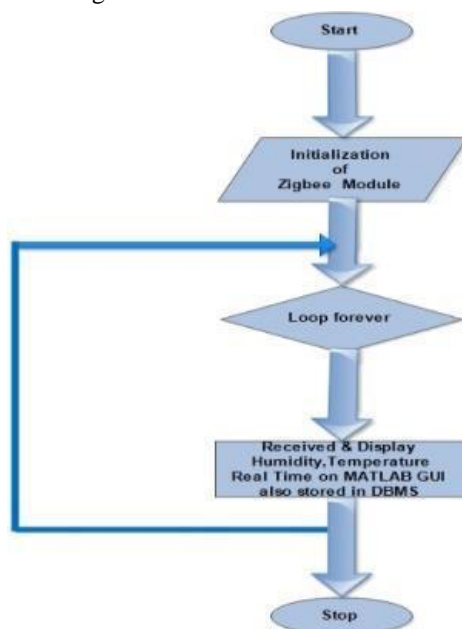 Start
Initialization
of
Zigbee Module
Loop forever
Received & Display
Humidity,Temperature
Real Time on MATLAB GUI
also stored in DBMS
Stop